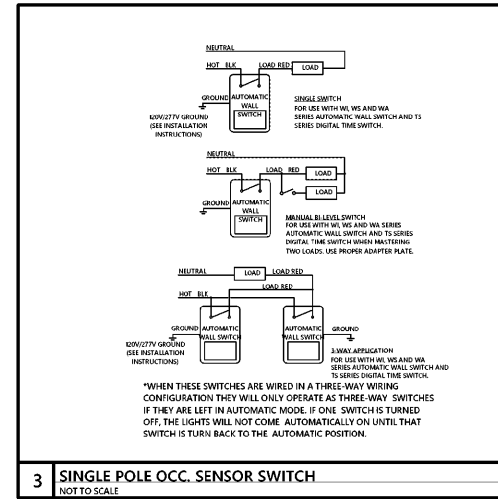 NEUTRAL
HOT BLK LOAD RED LOAD
GROUND AUTOMATIC
WALL
SWITCH
120V/277V GROUND
(SEE INSTALLATION
INSTRUCTIONS)
SINGLE SWITCH
FOR USE WITH WI, WS AND WA
SERIES AUTOMATIC WALL SWITCH AND TS
SERIES DIGITAL TIME SWITCH.
NEUTRAL
HOT BLK LOAD RED LOAD
LOAD
GROUND AUTOMATIC
WALL
SWITCH
MANUAL BI-LEVEL SWITCH
FOR USE WITH WI, WS AND WA SERIES
AUTOMATIC WALL SWITCH AND TS SERIES
DIGITAL TIME SWITCH WHEN MASTERING
TWO LOADS. USE PROPER ADAPTER PLATE.
NEUTRAL LOAD LOAD RED
LOAD RED
HOT BLK
GROUND AUTOMATIC
WALL SWITCH
AUTOMATIC GROUND
WALL SWITCH
120V/277V GROUND
(SEE INSTALLATION
INSTRUCTIONS)
3-WAY APPLICATION
FOR USE WITH WI, WS AND WA
SERIES AUTOMATIC WALL SWITCH AND
TS SERIES DIGITAL TIME SWITCH.
*WHEN THESE SWITCHES ARE WIRED IN A THREE-WAY WIRING
CONFIGURATION THEY WILL ONLY OPERATE AS THREE-WAY SWITCHES
IF THEY ARE LEFT IN AUTOMATIC MODE. IF ONE SWITCH IS TURNED
OFF, THE LIGHTS WILL NOT COME AUTOMATICALLY ON UNTIL THAT
SWITCH IS TURN BACK TO THE AUTOMATIC POSITION.
3 SINGLE POLE OCC. SENSOR SWITCH
NOT TO SCALE